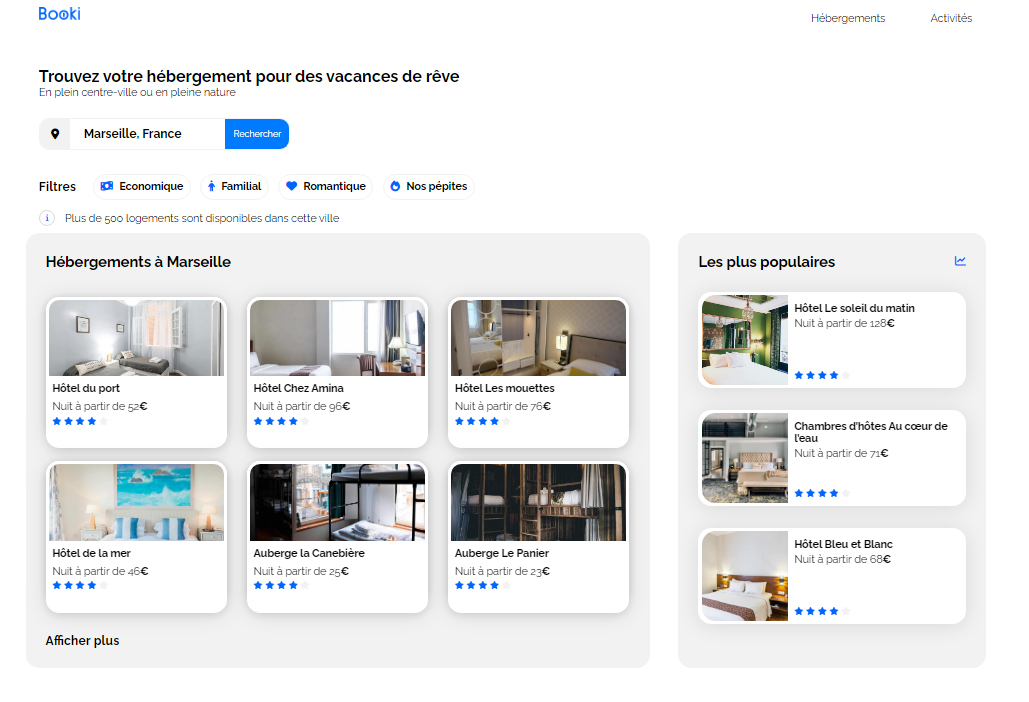 Booki
Hébergements
Activités
Trouvez votre hébergement pour des vacances de rêve
En plein centre-ville ou en pleine nature
Marseille, France
Rechercher
Filtres
Economique
Familial
Romantique
Nos pépites
Plus de 500 logements sont disponibles dans cette ville
Hébergements à Marseille
Hôtel du port
Nuit à partir de 52€
Hôtel Chez Amina
Nuit à partir de 96€
Hôtel Les mouettes
Nuit à partir de 76€
Hôtel de la mer
Nuit à partir de 46€
Auberge la Canebière
Nuit à partir de 25€
Auberge Le Panier
Nuit à partir de 23€
Afficher plus
Les plus populaires
Hôtel Le soleil du matin
Nuit à partir de 128€
Chambres d'hôtes Au cœur de
l'eau
Nuit à partir de 71€
Hôtel Bleu et Blanc
Nuit à partir de 68€